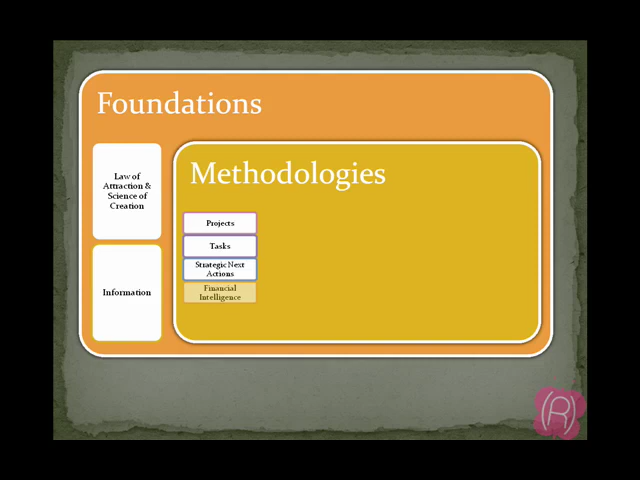 Foundations
Law of
Attraction &
Science of
Creation
Information
Methodologies
Projects
Tasks
Strategic Next
Actions
Financial
Intelligence
(R)